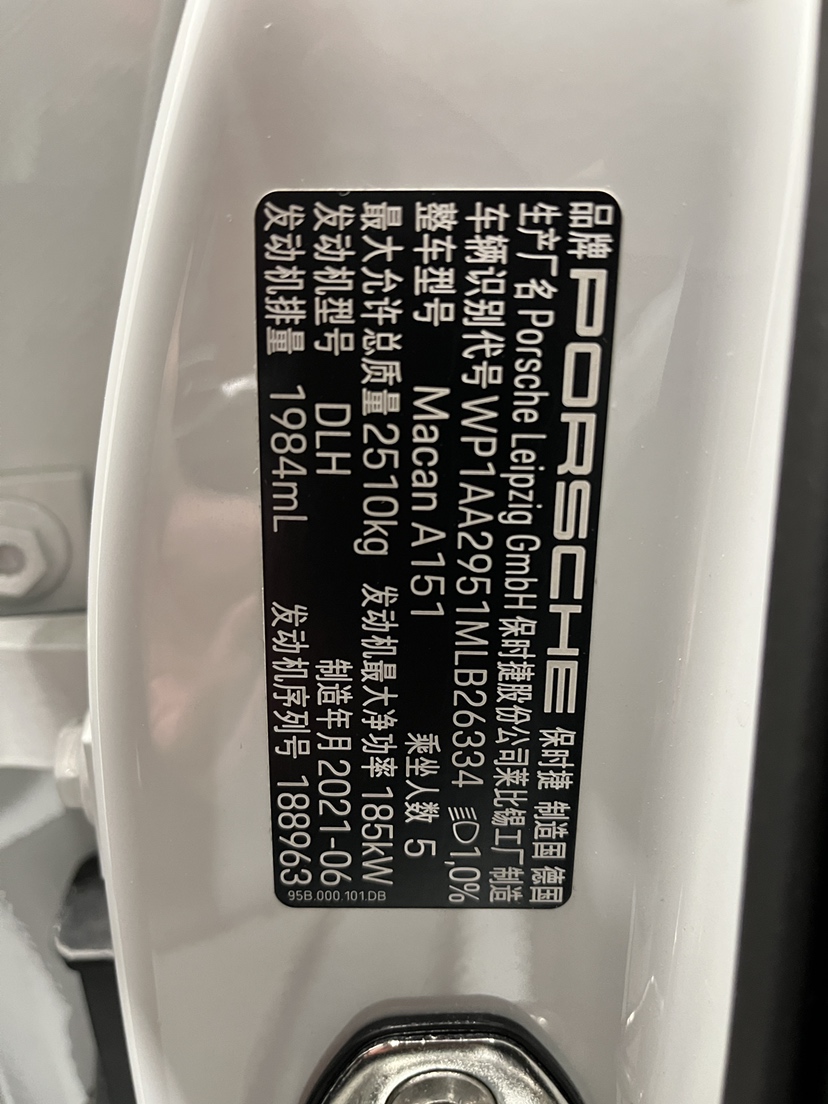 品牌 PORSCHE 保时捷 制造国 德国
生产厂名 Porsche Leipzig GmbH 保时捷股份公司莱比锡工厂制造
车辆识别代号 WP1AA2951MLB26334 1,0%
整车型号 Macan A151 乘坐人数 5
最大允许总质量 2510kg 发动机最大净功率 185kW
发动机型号 DLH 制造年月 2021-06
发动机排量 1984mL 发动机序列号 188963
95B.000.101.DB